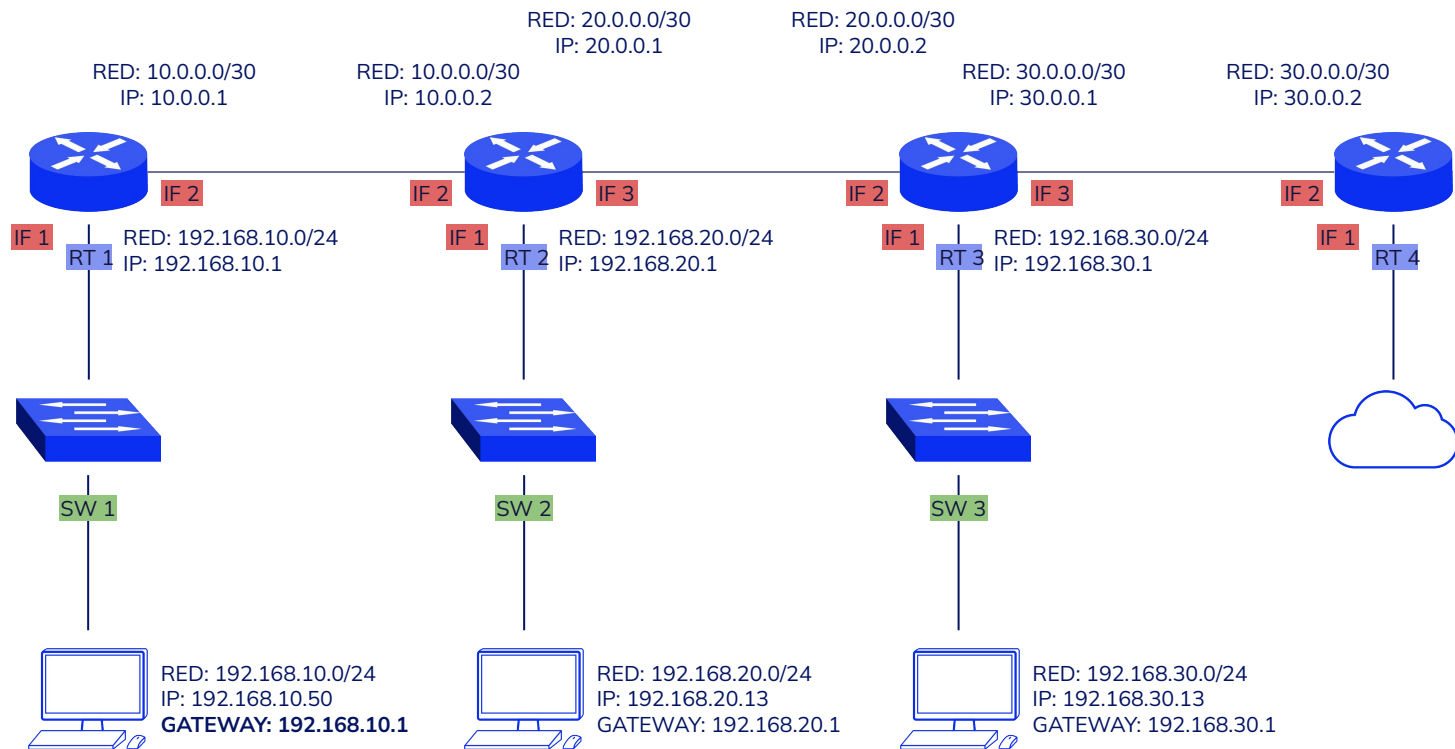 RED: 20.0.0.0/30
IP: 20.0.0.1
RED: 20.0.0.0/30
IP: 20.0.0.2
RED: 10.0.0.0/30
IP: 10.0.0.1
RED: 10.0.0.0/30
IP: 10.0.0.2
RED: 30.0.0.0/30
IP: 30.0.0.1
RED: 30.0.0.0/30
IP: 30.0.0.2
IF 2
IF 2
IF 3
IF 2
IF 3
IF 2
IF 1
RT 1
RED: 192.168.10.0/24
IP: 192.168.10.1
IF 1
RT 2
RED: 192.168.20.0/24
IP: 192.168.20.1
IF 1
RT 3
RED: 192.168.30.0/24
IP: 192.168.30.1
IF 1
RT 4
SW 1
SW 2
SW 3
RED: 192.168.10.0/24
IP: 192.168.10.50
GATEWAY: 192.168.10.1
RED: 192.168.20.0/24
IP: 192.168.20.13
GATEWAY: 192.168.20.1
RED: 192.168.30.0/24
IP: 192.168.30.13
GATEWAY: 192.168.30.1